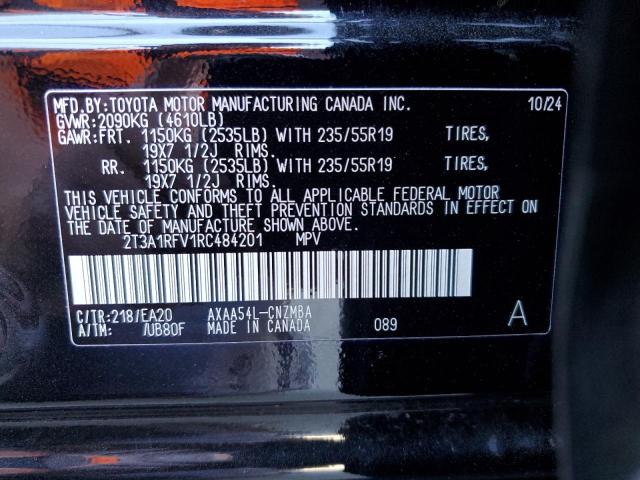 MFD.BY:TOYOTA MOTOR MANUFACTURING CANADA INC. 10/24
GVWR:2090KG (4610LB)
GAWR:FRT. 1150KG (2535LB) WITH 235/55R19 TIRES,
19X7 1/2J RIMS.
RR. 1150KG (2535LB) WITH 235/55R19 TIRES,
19X7 1/2J RIMS.
THIS VEHICLE CONFORMS TO ALL APPLICABLE FEDERAL MOTOR
VEHICLE SAFETY AND THEFT PREVENTION STANDARDS IN EFFECT ON
THE DATE OF MANUFACTURE SHOWN ABOVE.
2T3A1RFV1RC484201 MPV
C/TR:218/EA20 AXAA54L-CNZMBA
A/TM: /UB80F MADE IN CANADA 089 A